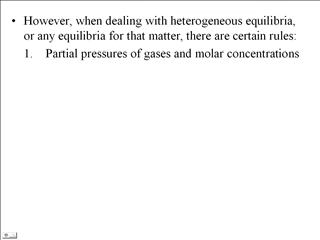 • However, when dealing with heterogeneous equilibria,
or any equilibria for that matter, there are certain rules:
1. Partial pressures of gases and molar concentrations